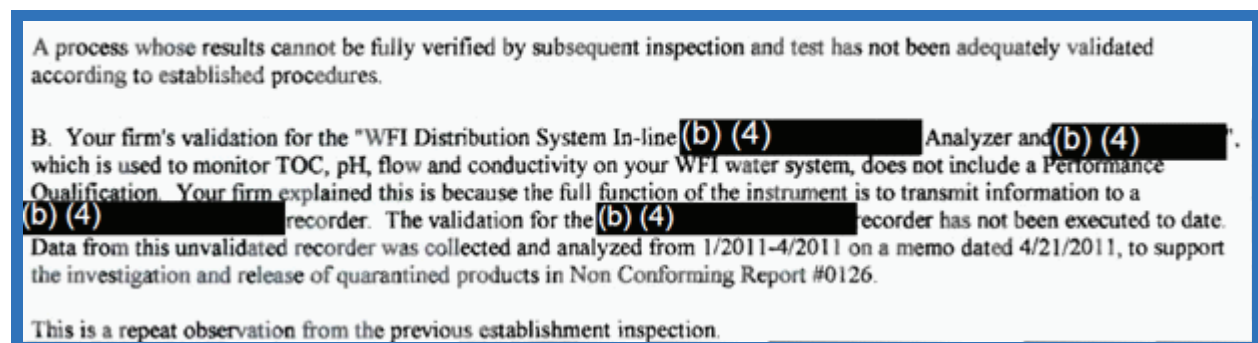 A process whose results cannot be fully verified by subsequent inspection and test has not been adequately validated
according to established procedures.
B. Your firm's validation for the "WFI Distribution System In-line (b) (4) Analyzer and (b) (4) ".
which is used to monitor TOC, pH, flow and conductivity on your WFI water system, does not include a Performance
Qualification. Your firm explained this is because the full function of the instrument is to transmit information to a
(b) (4) recorder. The validation for the (b) (4) ecorder has not been executed to date.
Data from this unvalidated recorder was collected and analyzed from 1/2011-4/2011 on a memo dated 4/21/2011, to support
the investigation and release of quarantined products in Non Conforming Report #0126.
This is a repeat observation from the previous establishment inspection.